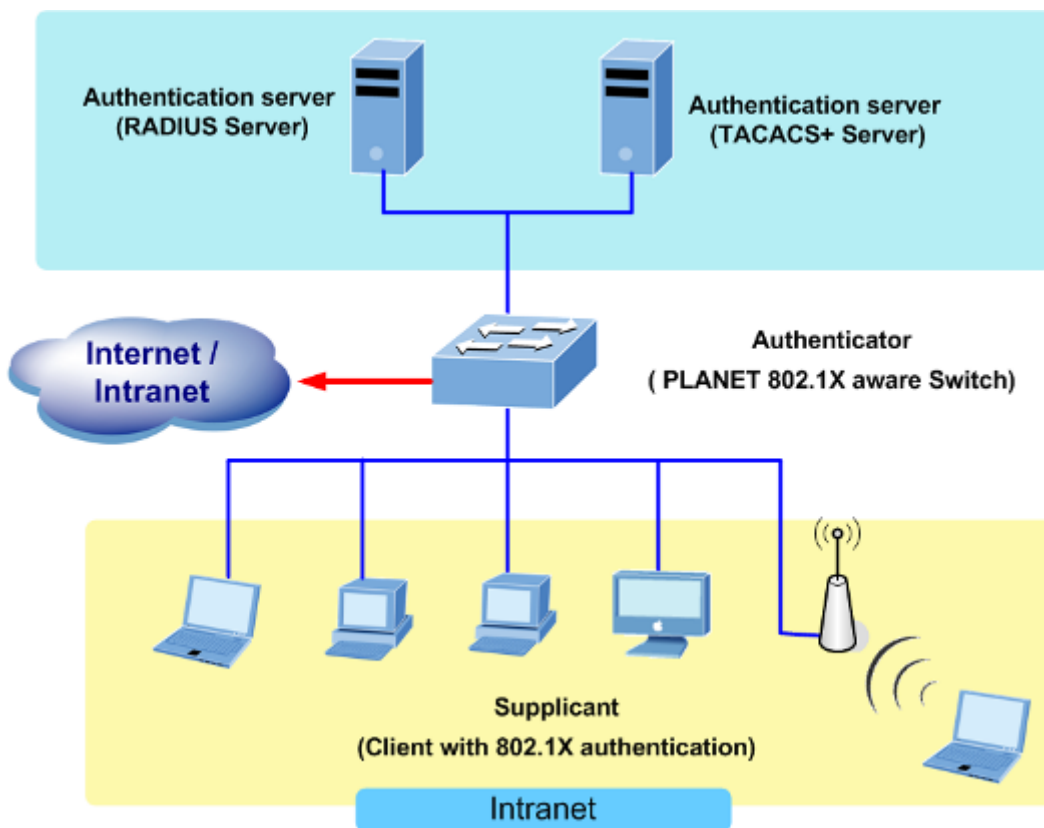 Authentication server
(RADIUS Server)
Authentication server
(TACACS+ Server)
Internet /
Intranet
Authenticator
( PLANET 802.1X aware Switch)
Supplicant
(Client with 802.1X authentication)
Intranet